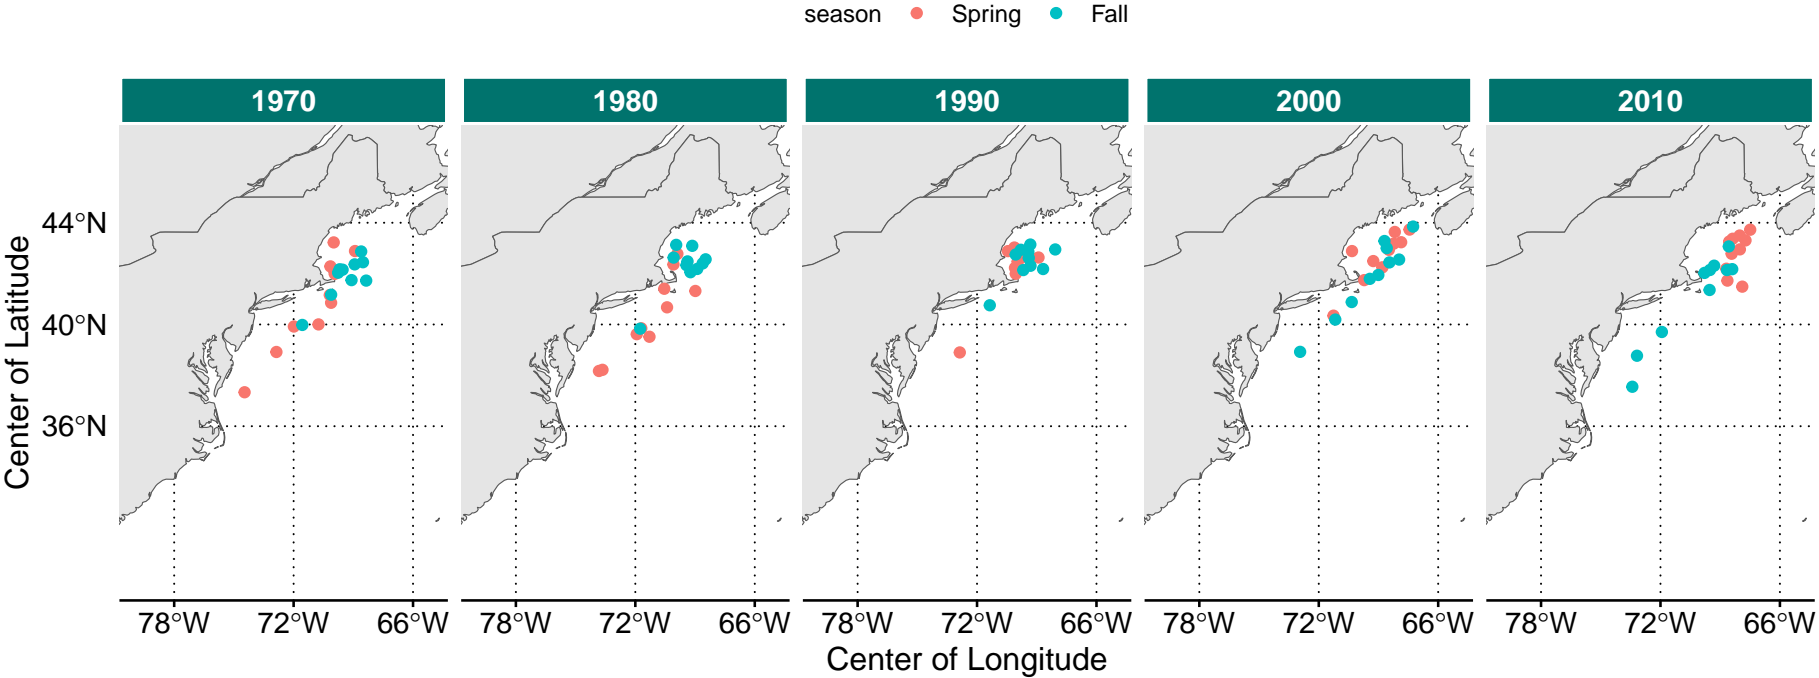 season Spring Fall
1970 1980 1990 2000 2010
Center of Latitude
44°N
40°N
36°N
78°W 72°W 66°W 78°W 72°W 66°W 78°W 72°W 66°W 78°W 72°W 66°W 78°W 72°W 66°W
Center of Longitude